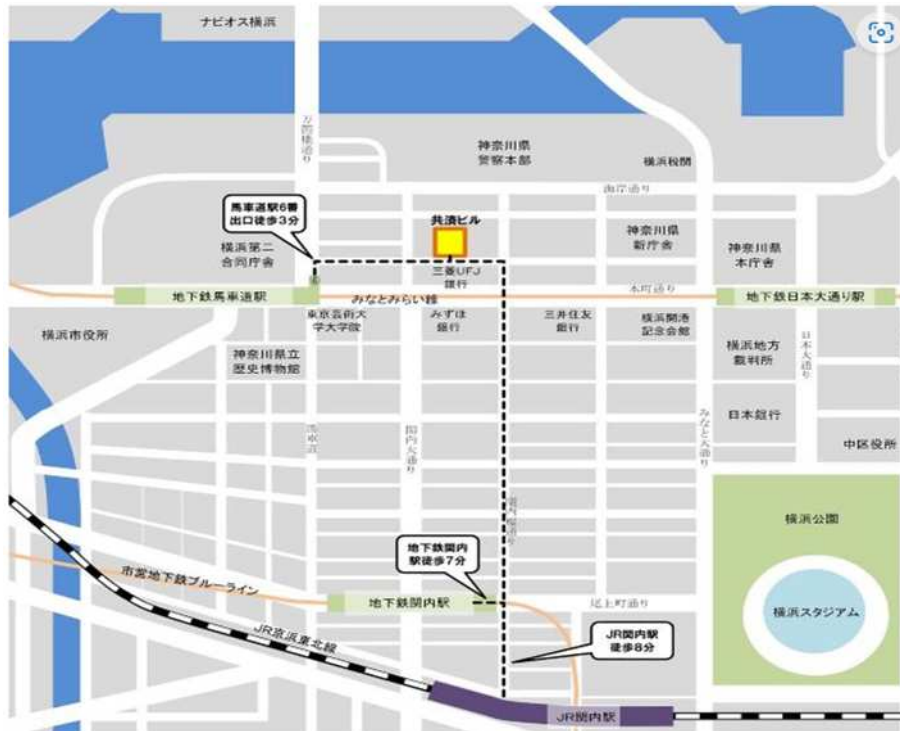 ナビオス横浜
万国橋通り
神奈川県
警察本部
横浜税関
海岸通り
馬車道駅6番
出口徒歩3分
共済ビル
横浜第二
合同庁舎
神奈川県
新庁舎
神奈川県
本庁舎
三菱UFJ
銀行
本町通り
地下鉄馬車道駅
みなとみらい線
地下鉄日本大通り駅
東京芸術大
学大学院
みずほ
銀行
三井住友
銀行
横浜開港
記念会館
横浜市役所
神奈川県立
歴史博物館
横浜地方
裁判所
日本大通り
日本銀行
馬車道
関内大通り
みなと大通り
中区役所
横浜公園
地下鉄関内
駅徒歩7分
市営地下鉄ブルーライン
地下鉄関内駅
尾上町通り
横浜スタジアム
JR京浜東北線
JR関内駅
徒歩8分
JR関内駅